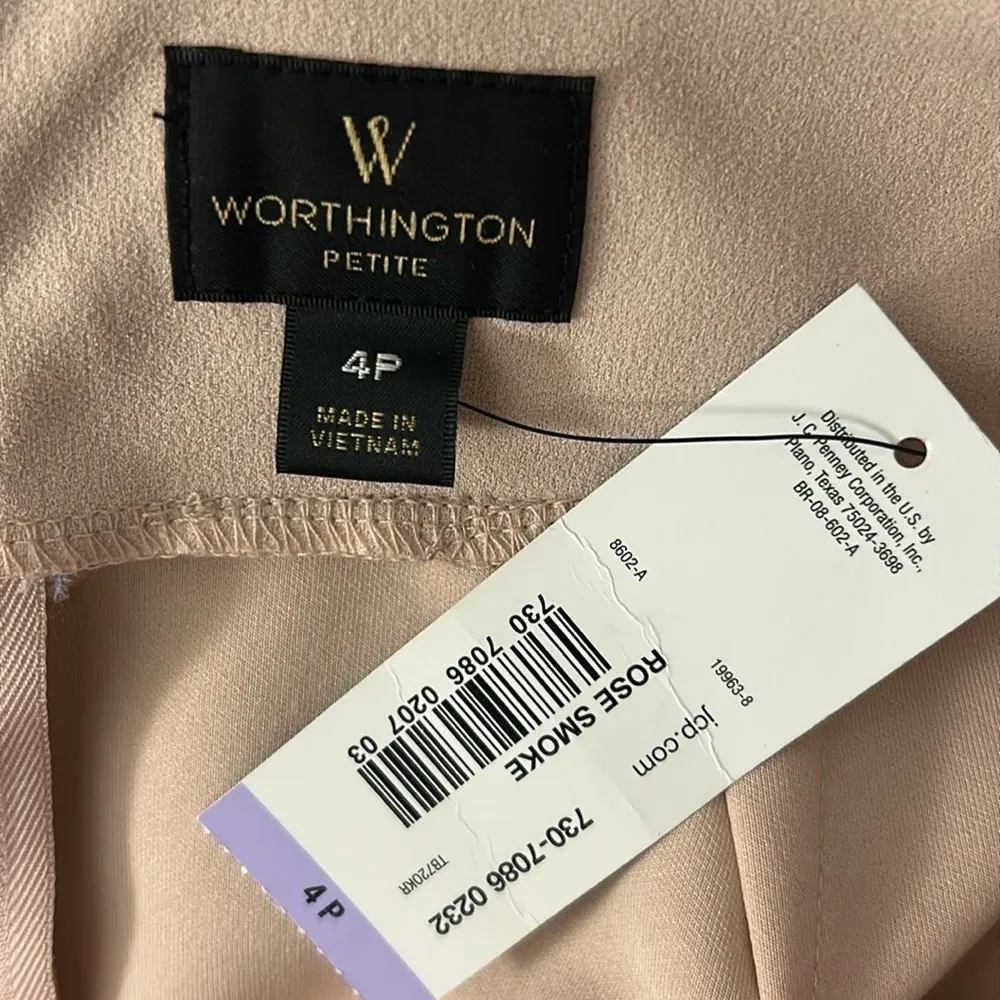 W
WORTHINGTON
PETITE
4P
MADE IN
VIETNAM
Distributed in the U.S. by
J. C. Penney Corporation, Inc.,
Plano, Texas 75024-3698
BR-08-602-A
8602-A
19963-8
jcp.com
ROSE SMOKE
730 7086 0207 03
730-7086 0232
TB720KR
4P